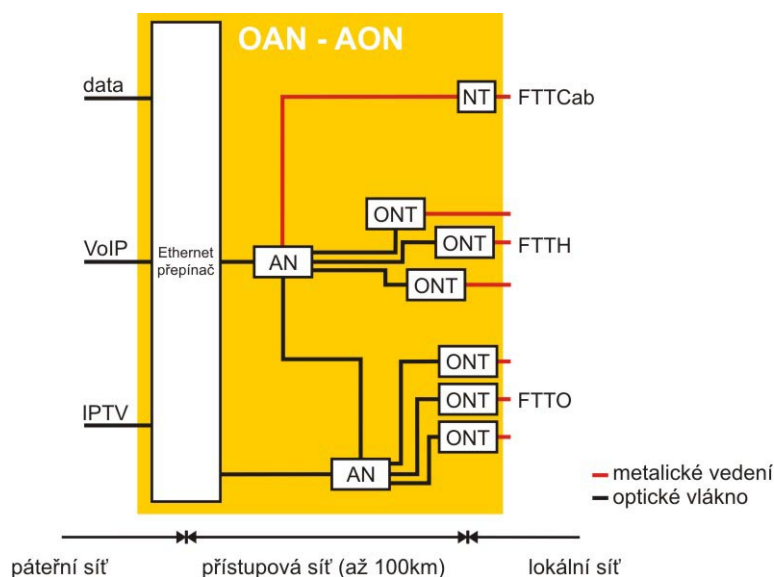 OAN - AON
data
NT
FTTCab
ONT
VoIP
Ethernet
přepínač
AN
ONT
FTTH
ONT
ONT
IPTV
ONT
FTTO
ONT
AN
metalické vedení
optické vlákno
páteřní síť
přístupová síť (až 100km)
lokální síť